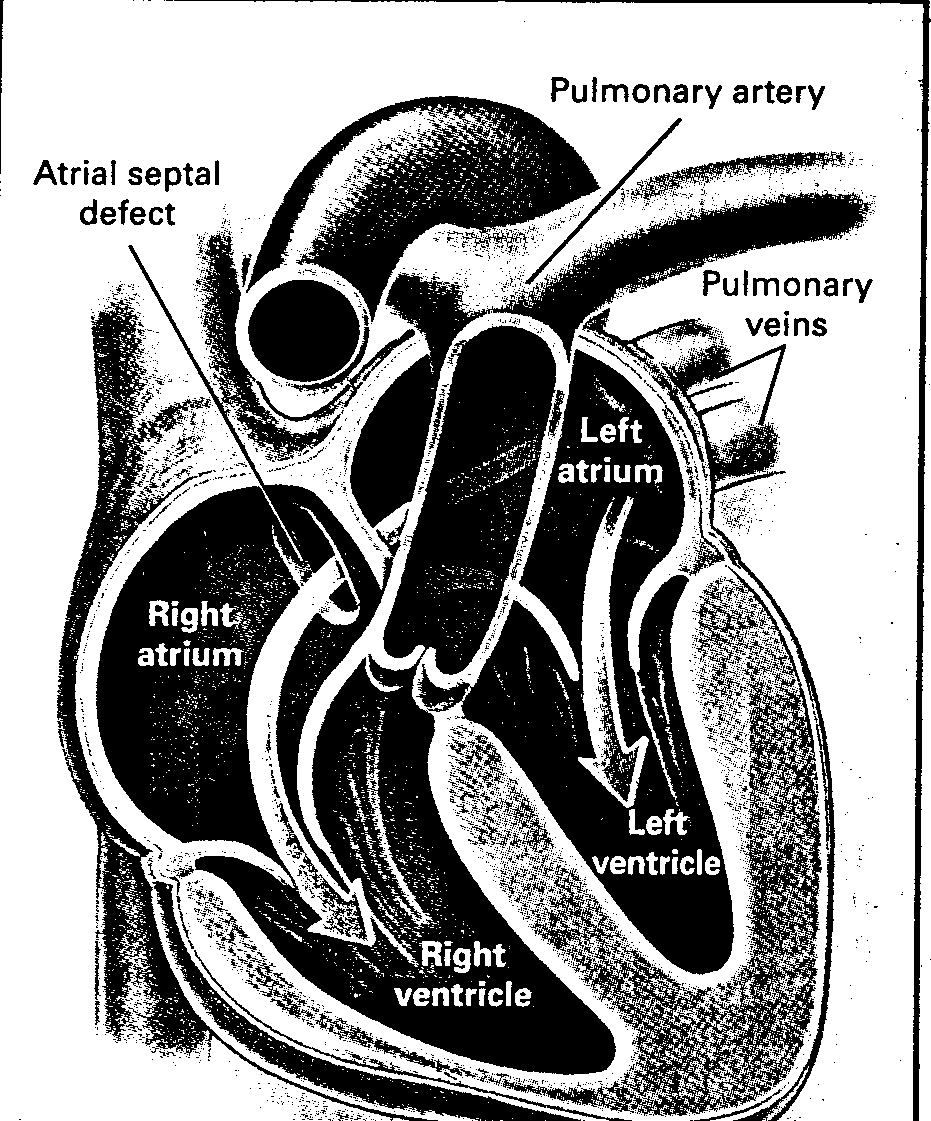 Pulmonary artery
Atrial septal
defect
Pulmonary
veins
Left
atrium
Right
atrium
Left
ventricle
Right
ventricle